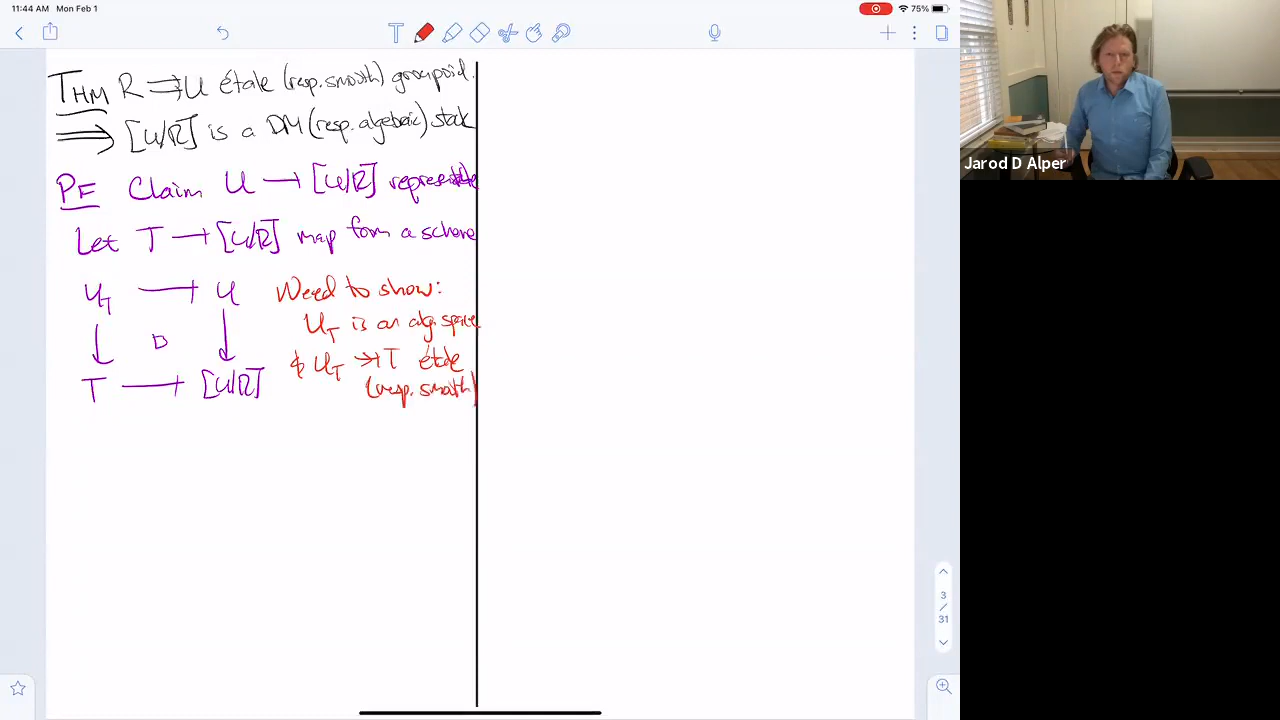 11:44 AM Mon Feb 1
75%
THM R ⇉ U étale (resp. smooth) groupoid.
⟹ [U/R] is a DM (resp. algebraic) stack
PF Claim U → [U/R] representable
Let T → [U/R] map from a scheme
U_T → U
↓ □ ↓
T → [U/R]
Need to show:
U_T is an alg. space
& U_T ↠ T étale
(resp. smooth)
3
/
31
Jarod D Alper